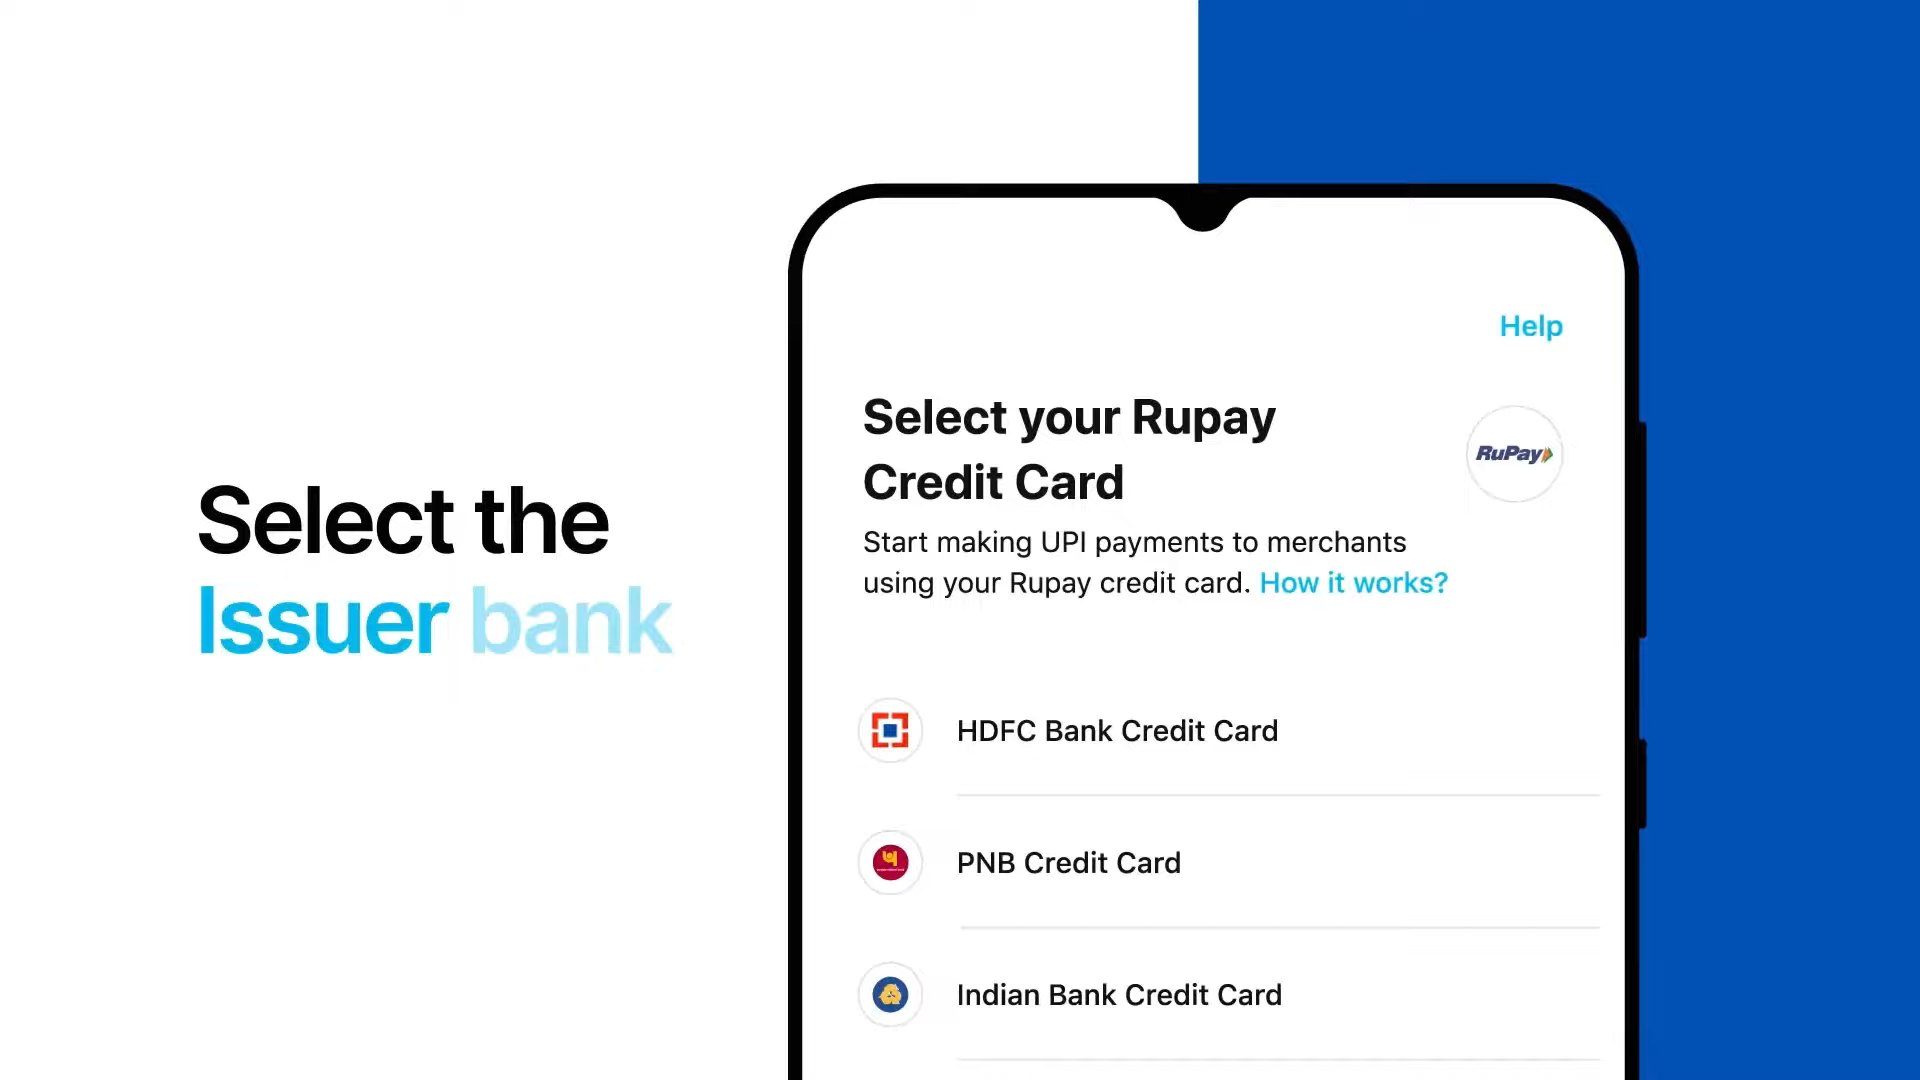 Select the
Issuer bank
Help
Select your Rupay
Credit Card
RuPay
Start making UPI payments to merchants
using your Rupay credit card. How it works?
HDFC Bank Credit Card
PNB Credit Card
Indian Bank Credit Card